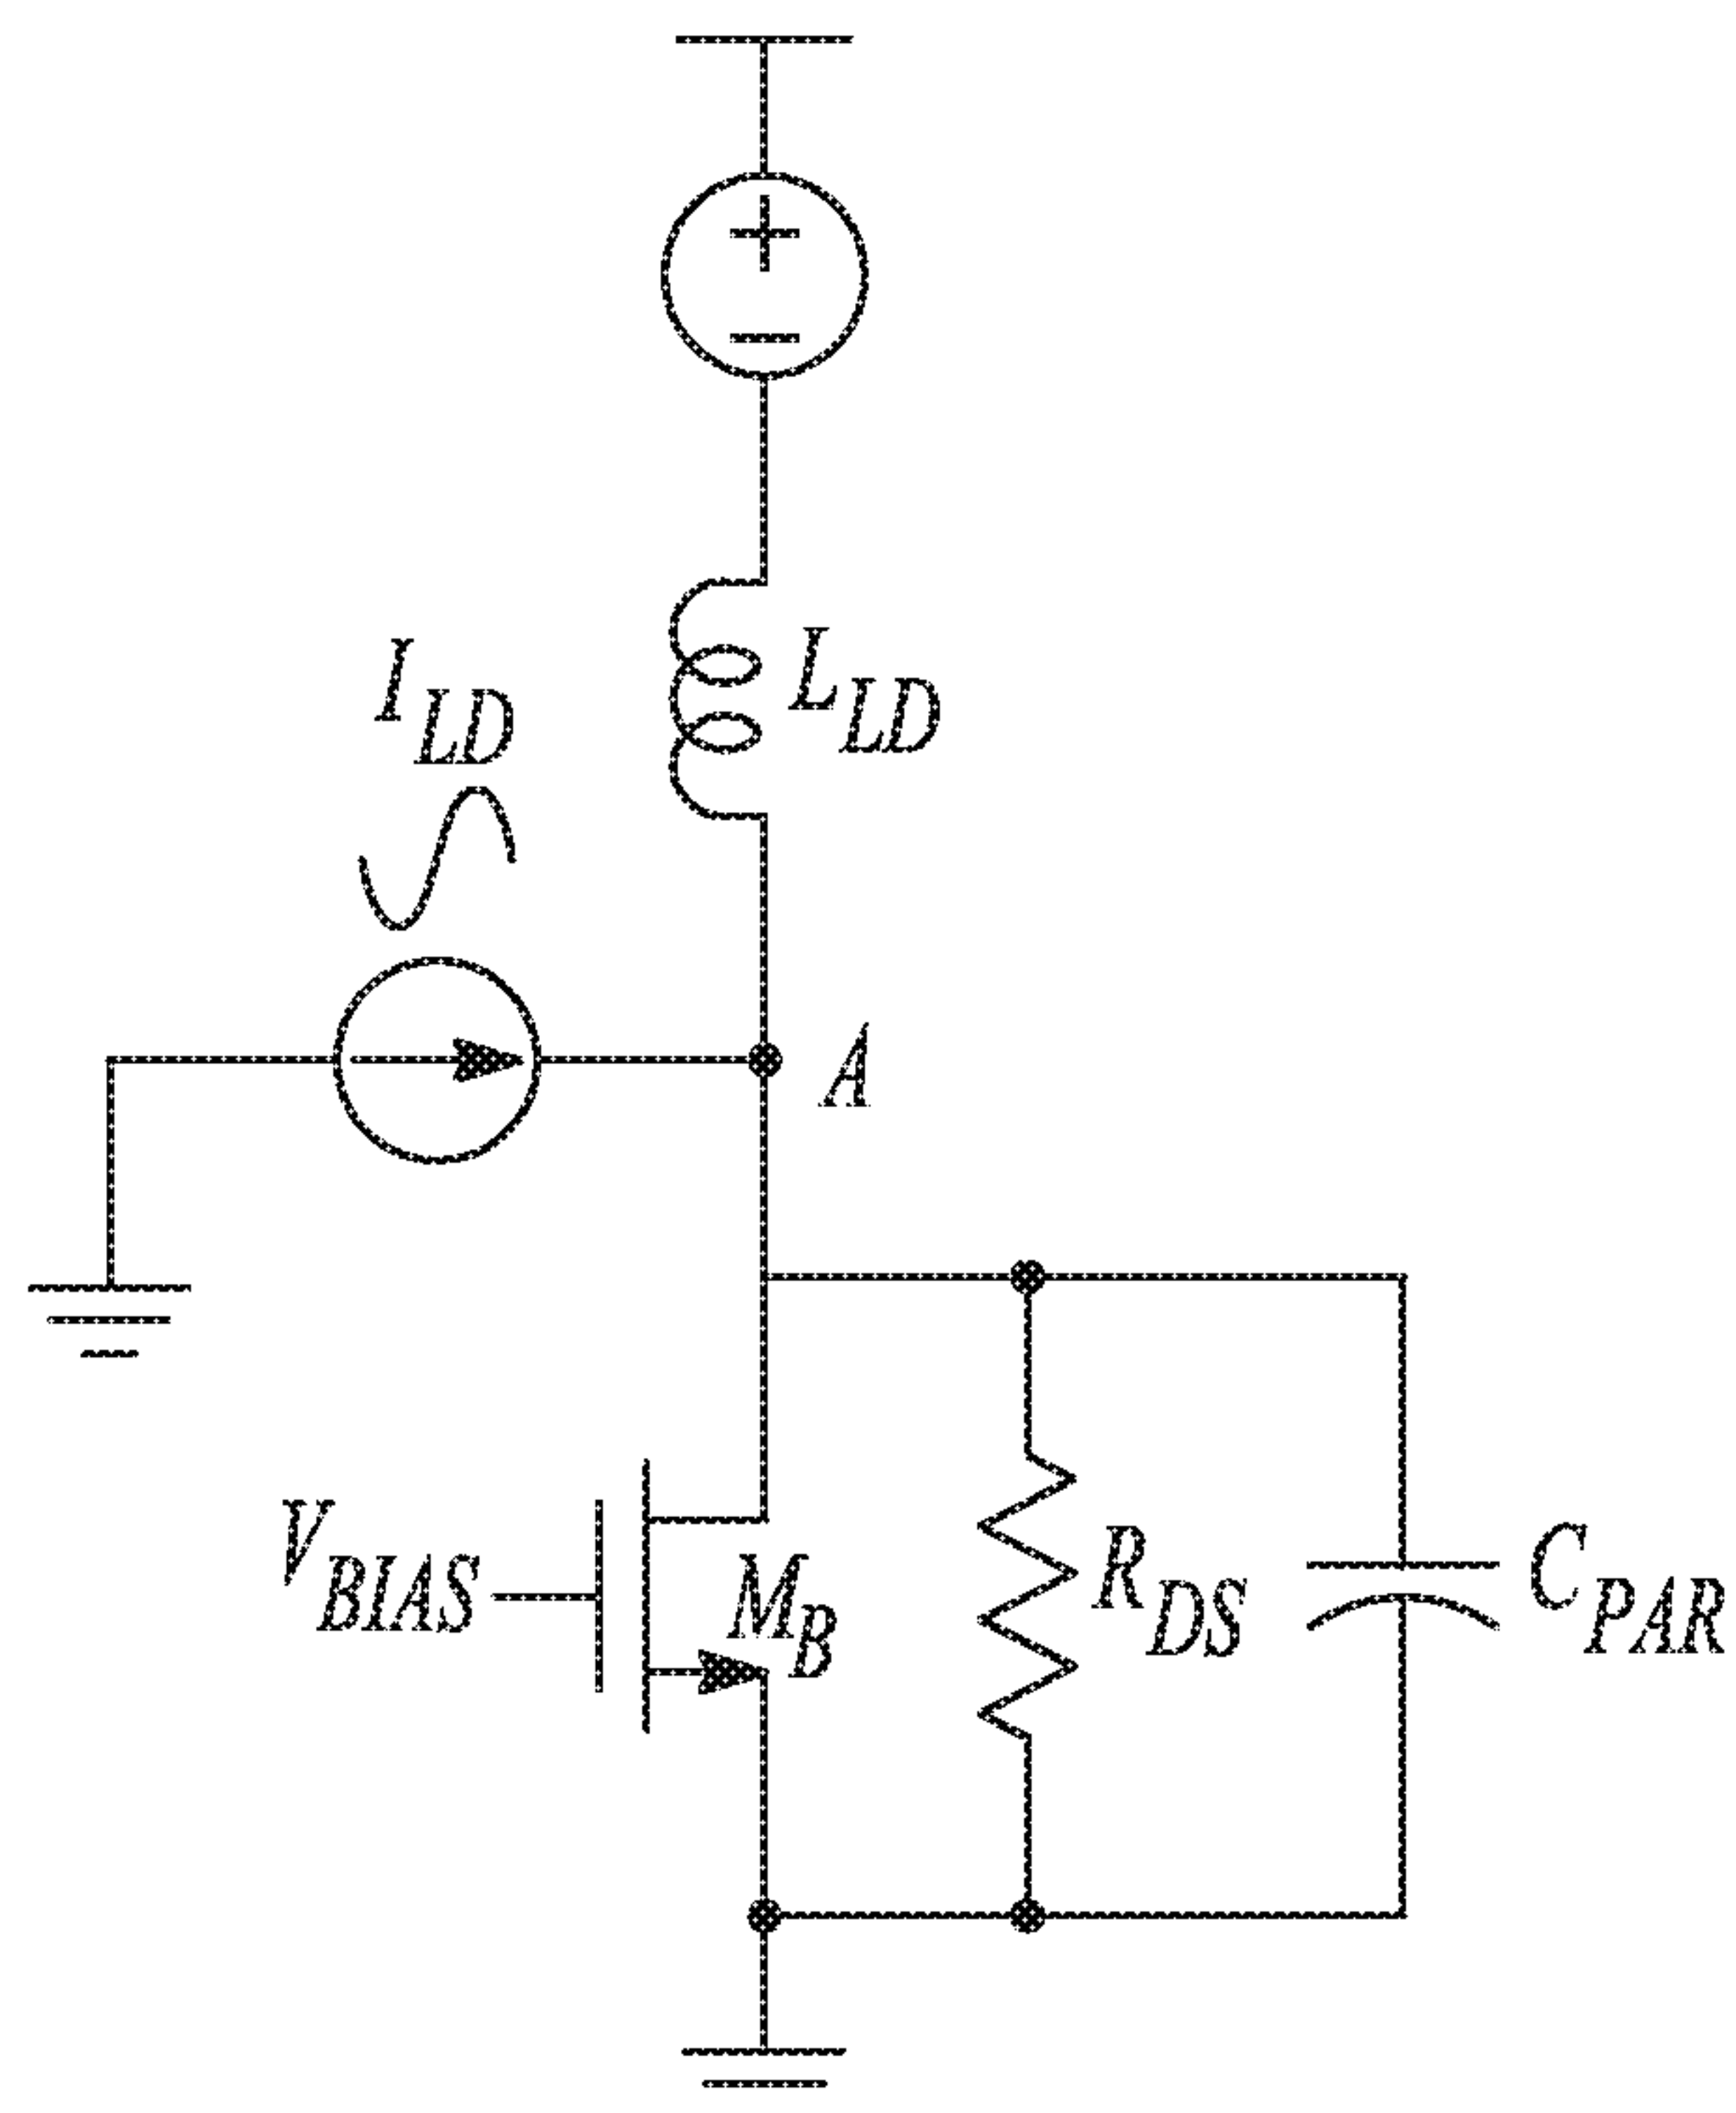 I_LD
L_LD
A
V_BIAS
M_B
R_DS
C_PAR